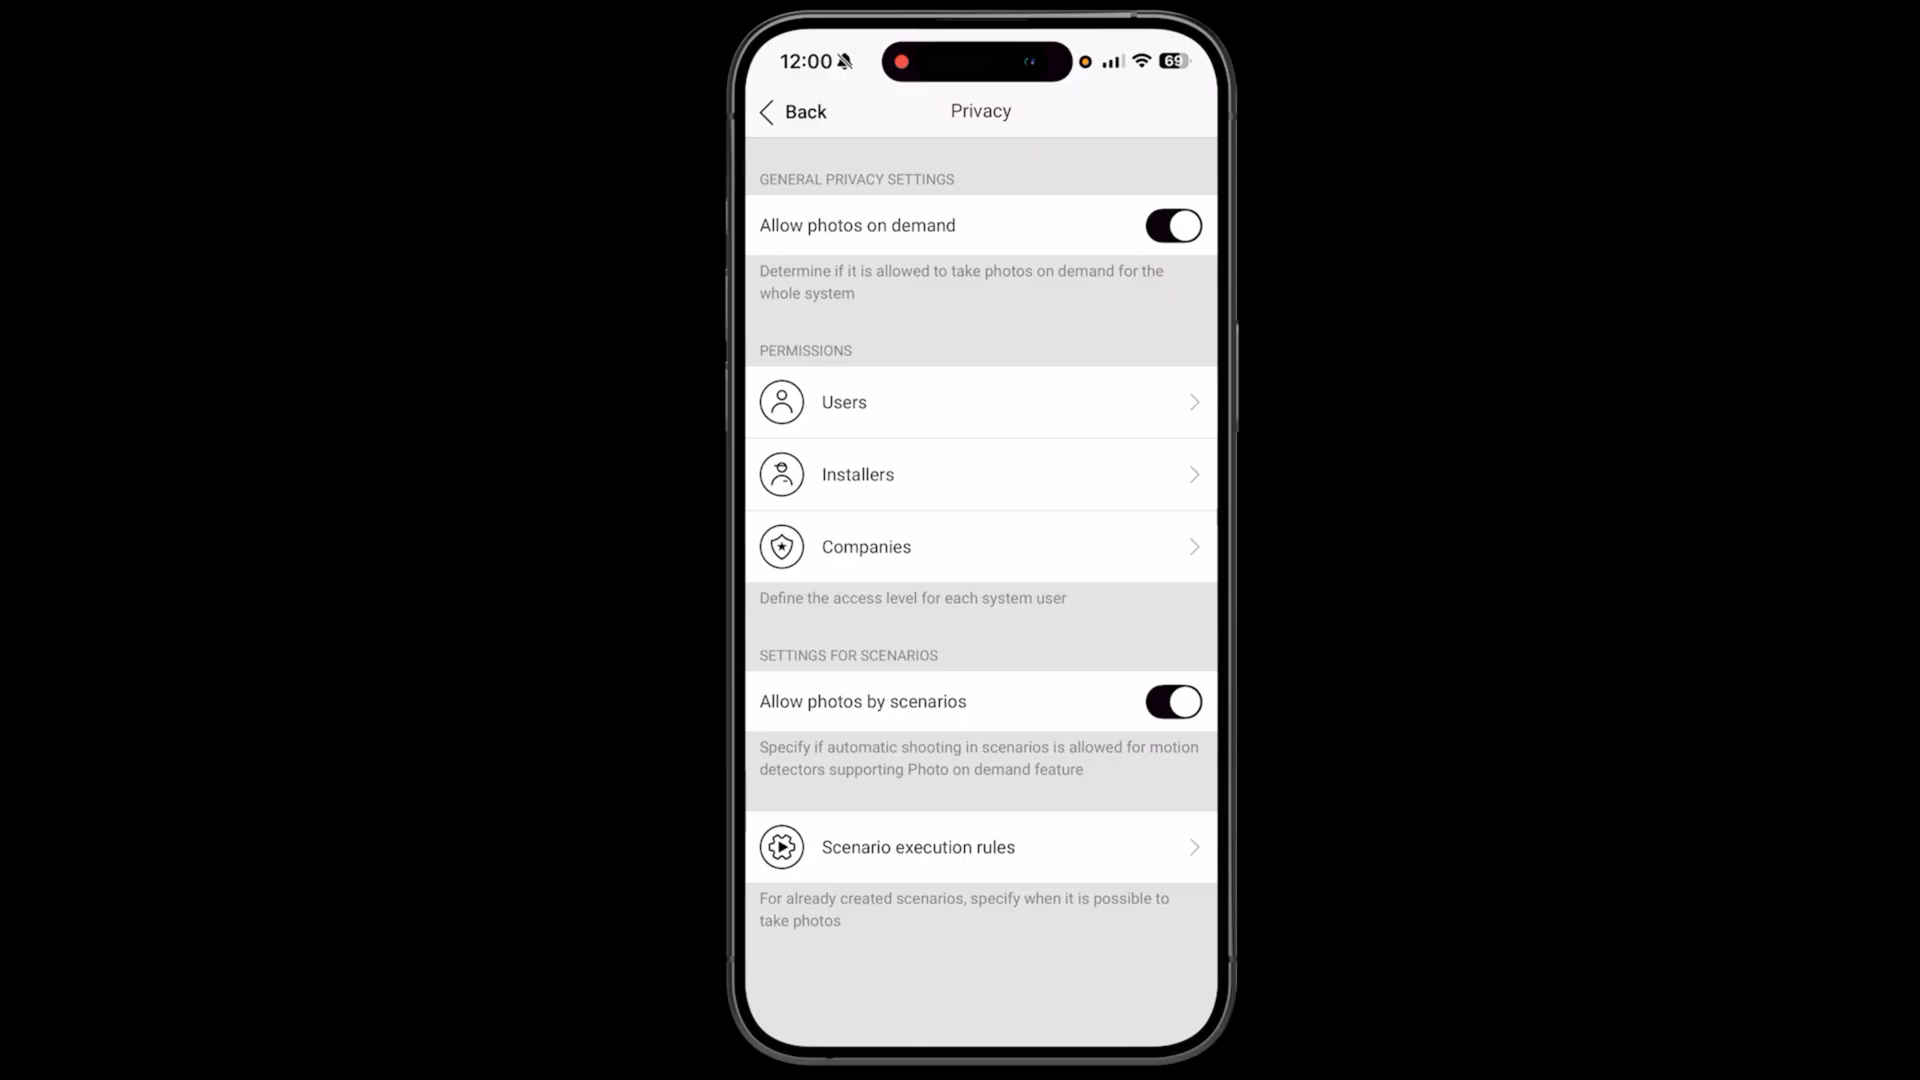 12:00
69
Back
Privacy
GENERAL PRIVACY SETTINGS
Allow photos on demand
Determine if it is allowed to take photos on demand for the
whole system
PERMISSIONS
Users
Installers
Companies
Define the access level for each system user
SETTINGS FOR SCENARIOS
Allow photos by scenarios
Specify if automatic shooting in scenarios is allowed for motion
detectors supporting Photo on demand feature
Scenario execution rules
For already created scenarios, specify when it is possible to
take photos